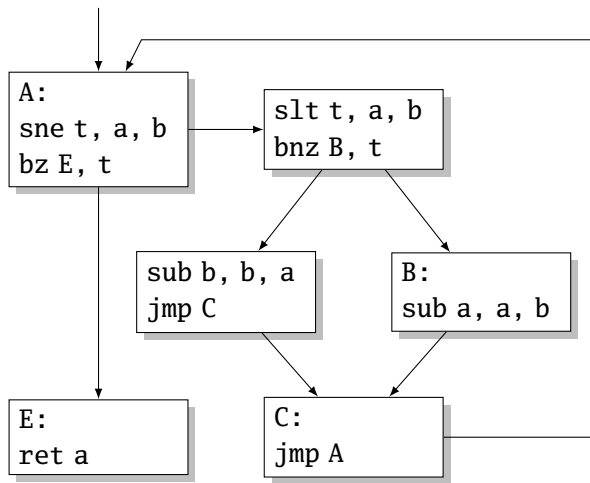 A:
sne t, a, b
bz E, t
slt t, a, b
bnz B, t
sub b, b, a
jmp C
B:
sub a, a, b
E:
ret a
C:
jmp A